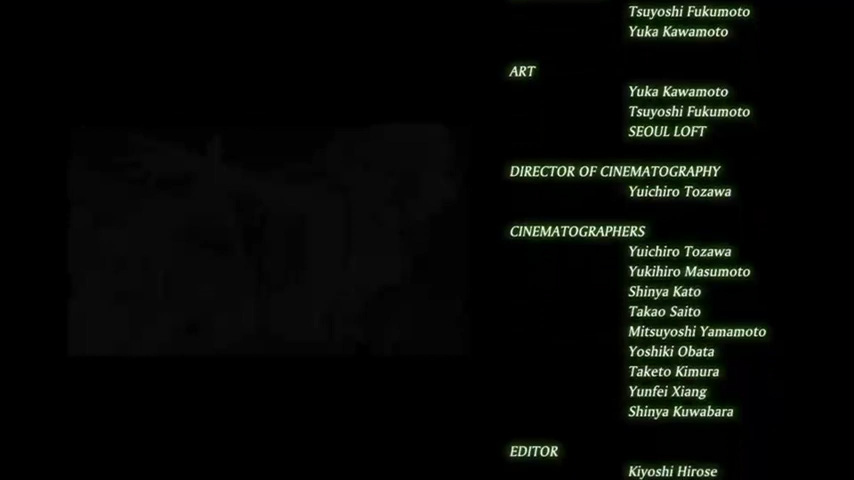 Tsuyoshi Fukumoto
Yuka Kawamoto
ART
Yuka Kawamoto
Tsuyoshi Fukumoto
SEOUL LOFT
DIRECTOR OF CINEMATOGRAPHY
Yuichiro Tozawa
CINEMATOGRAPHERS
Yuichiro Tozawa
Yukihiro Masumoto
Shinya Kato
Takao Saito
Mitsuyoshi Yamamoto
Yoshiki Obata
Taketo Kimura
Yunfei Xiang
Shinya Kuwabara
EDITOR
Kiyoshi Hirose